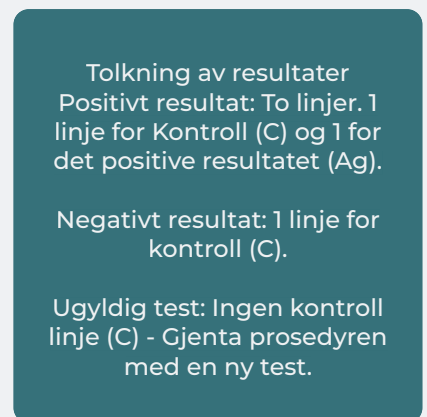 Tolkning av resultater
Positivt resultat: To linjer. 1
linje for Kontroll (C) og 1 for
det positive resultatet (Ag).
Negativt resultat: 1 linje for
kontroll (C).
Ugyldig test: Ingen kontroll
linje (C) - Gjenta prosedyren
med en ny test.